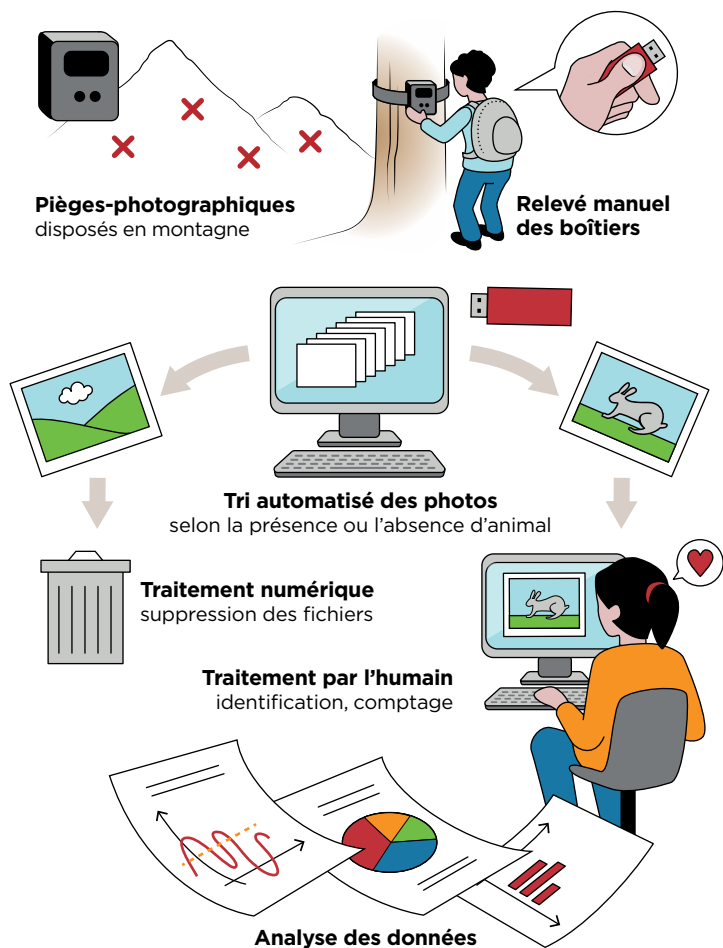 Pièges-photographiques
disposés en montagne
Relevé manuel
des boîtiers
Tri automatisé des photos
selon la présence ou l’absence d’animal
Traitement numérique
suppression des fichiers
Traitement par l’humain
identification, comptage
Analyse des données